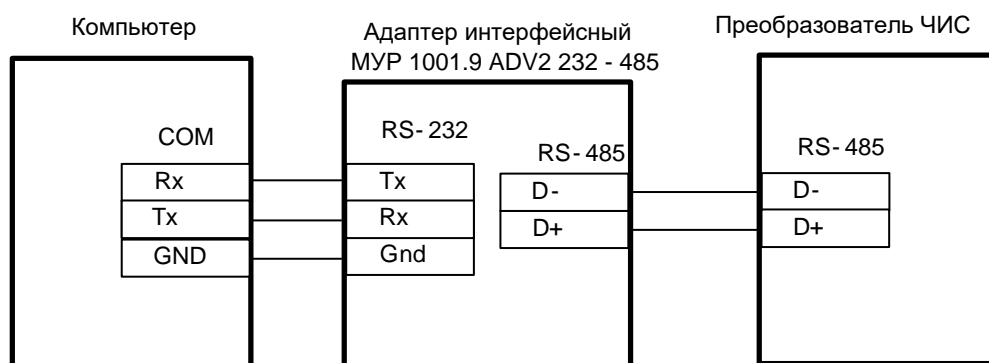 Компьютер
Адаптер интерфейсный
МУР 1001.9 ADV2 232 - 485
Преобразователь ЧИС
COM
Rx
Tx
GND
RS- 232
Tx
Rx
Gnd
RS- 485
D-
D+
RS- 485
D-
D+